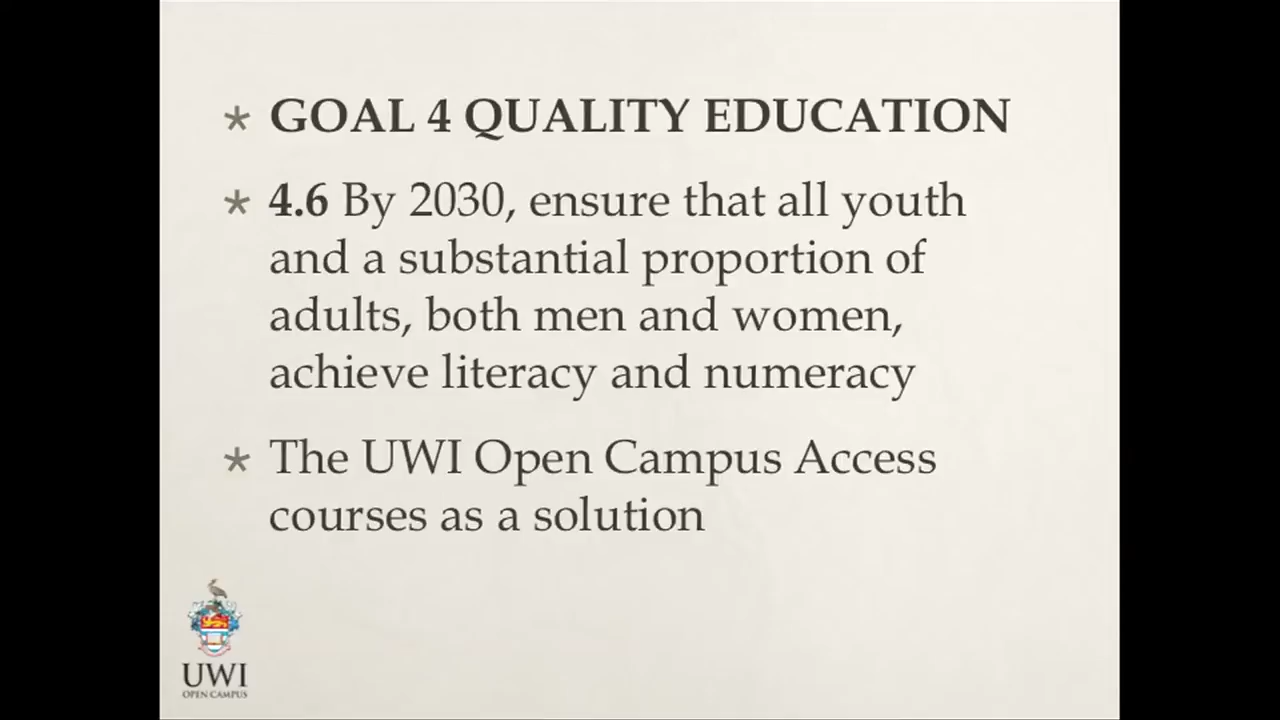 * GOAL 4 QUALITY EDUCATION
* 4.6 By 2030, ensure that all youth
and a substantial proportion of
adults, both men and women,
achieve literacy and numeracy
* The UWI Open Campus Access
courses as a solution
UWI
OPEN CAMPUS